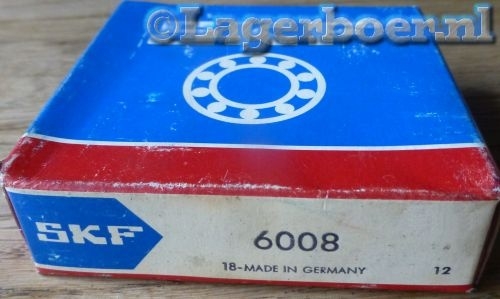 ©Lagerboer.nl
SKF
6008
18-MADE IN GERMANY
12